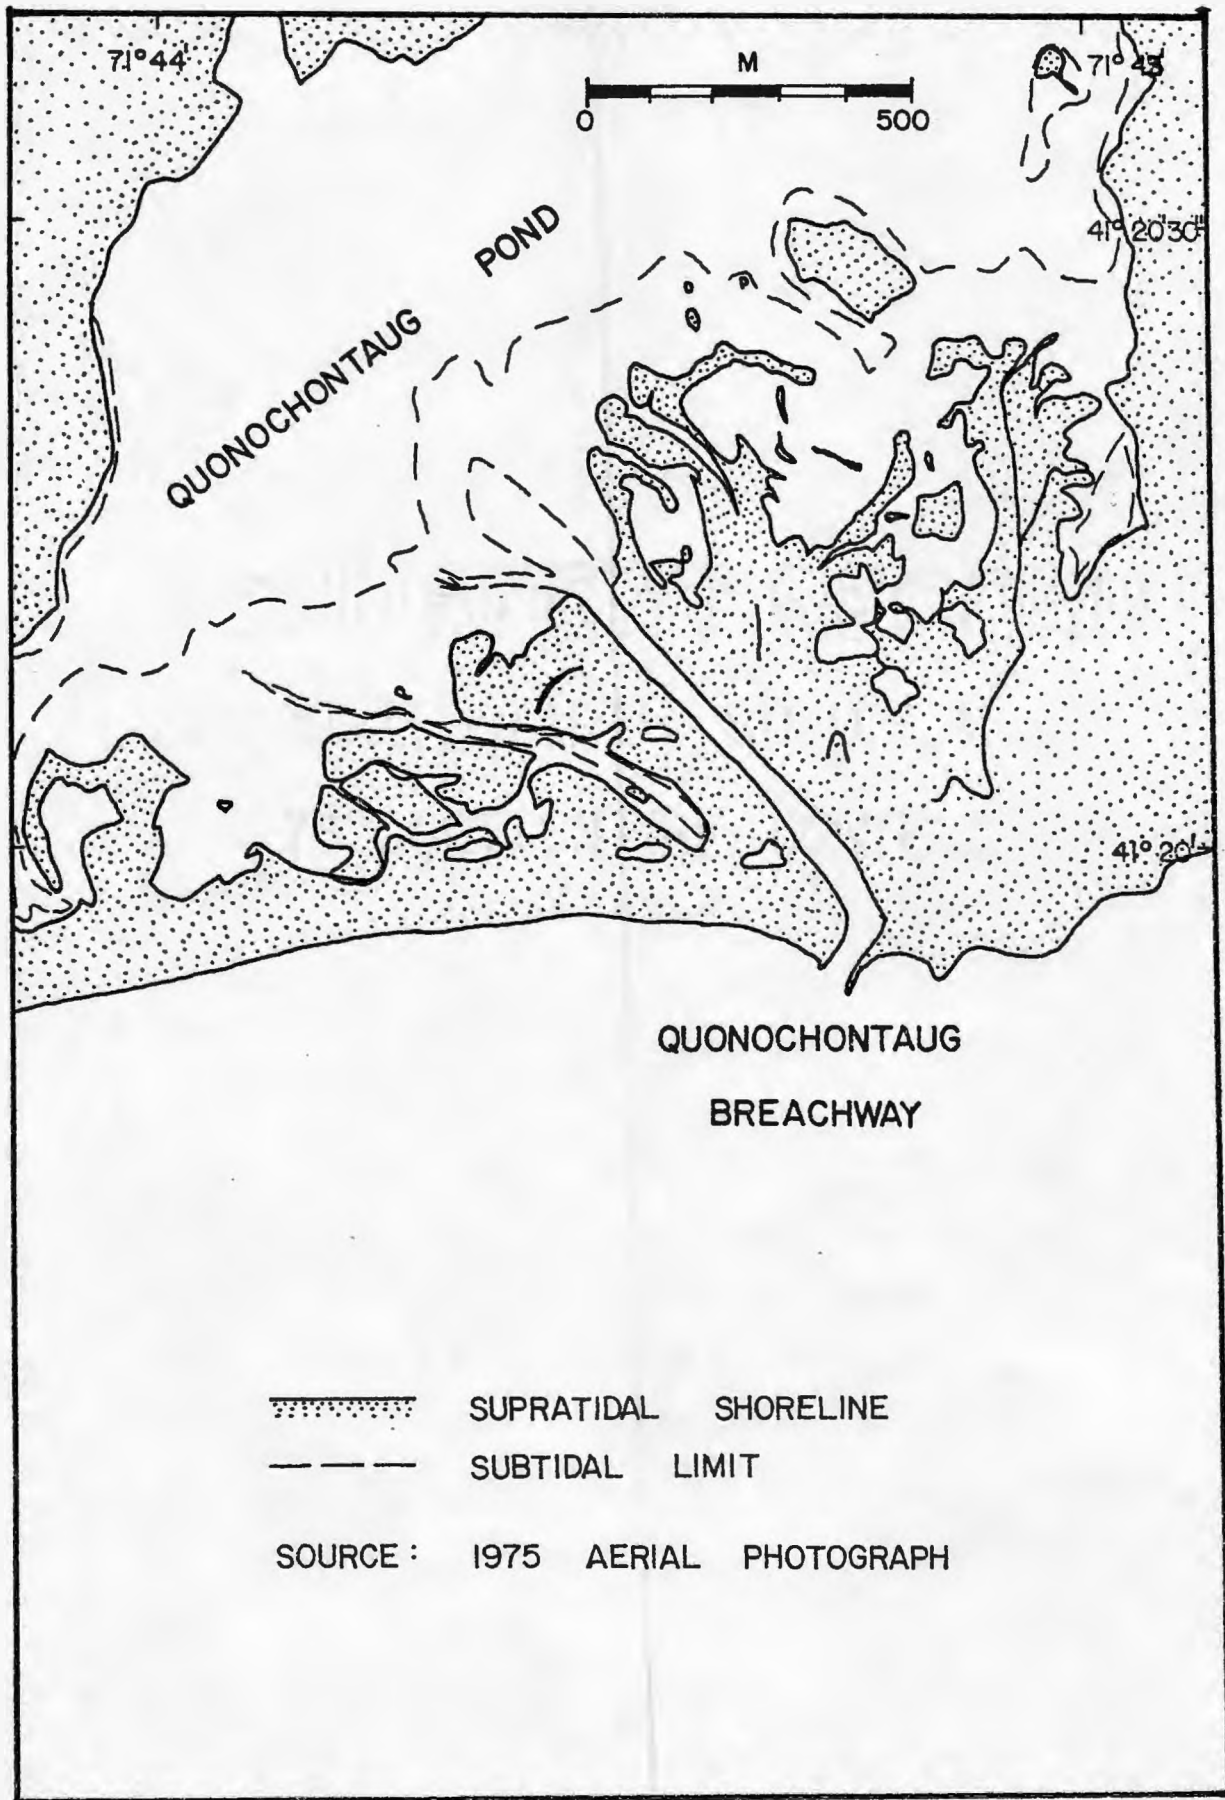 71°44'
M
71°43'
0 500
41° 20'30"
QUONOCHONTAUG POND
41° 20'
QUONOCHONTAUG
BREACHWAY
SUPRATIDAL SHORELINE
SUBTIDAL LIMIT
SOURCE: 1975 AERIAL PHOTOGRAPH